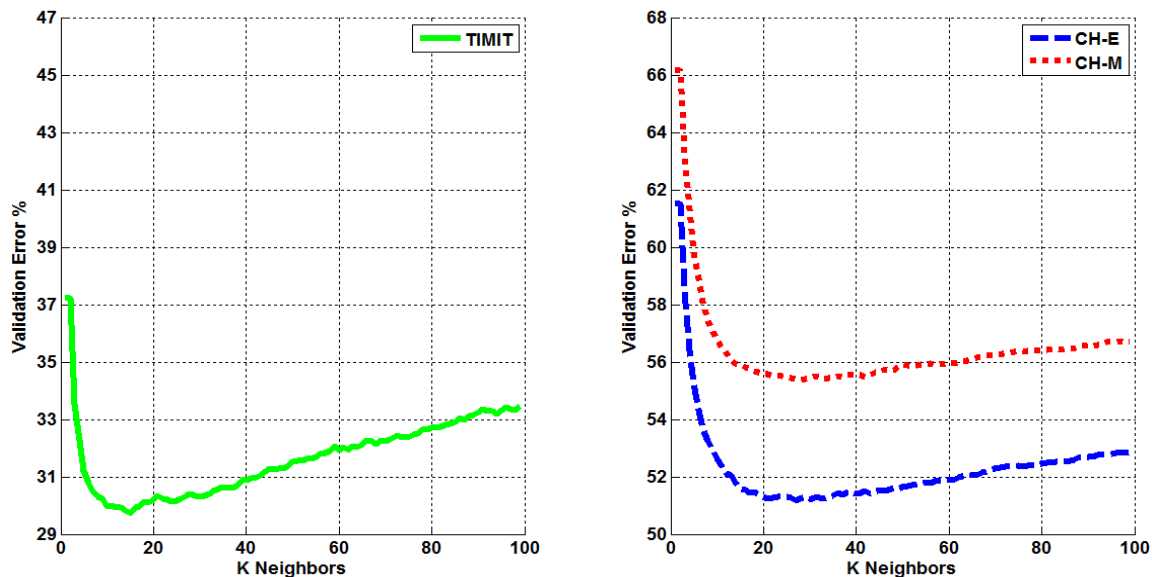 TIMIT
47
45
43
41
39
37
35
33
31
29
Validation Error %
0 20 40 60 80 100
K Neighbors
CH-E
CH-M
68
66
64
62
60
58
56
54
52
50
Validation Error %
0 20 40 60 80 100
K Neighbors